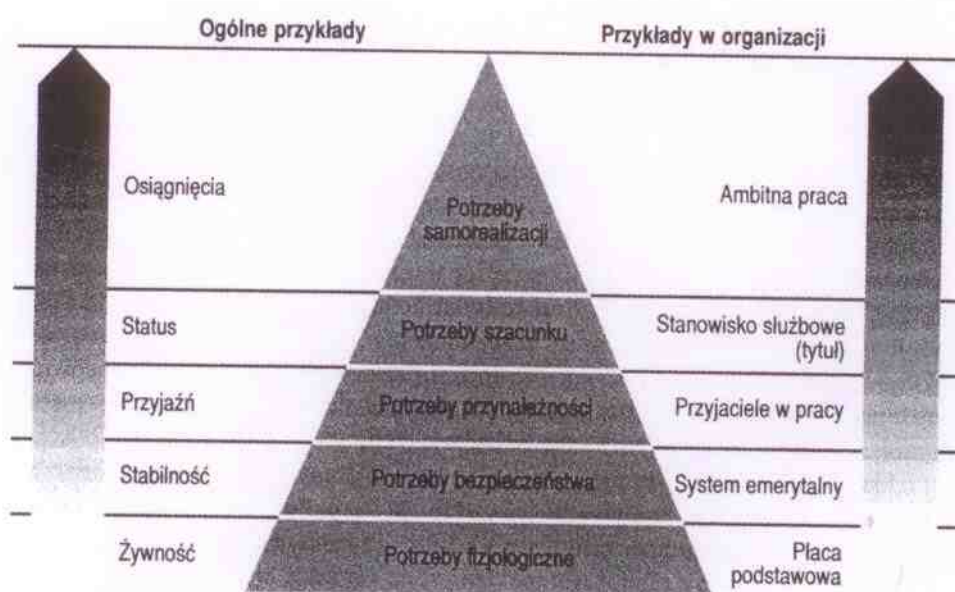 Ogólne przykłady
Przykłady w organizacji
Osiągnięcia
Potrzeby
samorealizacji
Ambitna praca
Status
Potrzeby szacunku
Stanowisko służbowe
(tytuł)
Przyjaźń
Potrzeby przynależności
Przyjaciele w pracy
Stabilność
Potrzeby bezpieczeństwa
System emerytalny
Żywność
Potrzeby fizjologiczne
Płaca
podstawowa